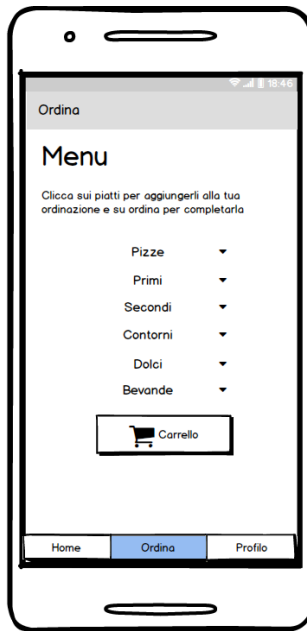 18:46
Ordina
Menu
Clicca sui piatti per aggiungerli alla tua
ordinazione e su ordina per completarla
Pizze
Primi
Secondi
Contorni
Dolci
Bevande
Carrello
Home Ordina Profilo